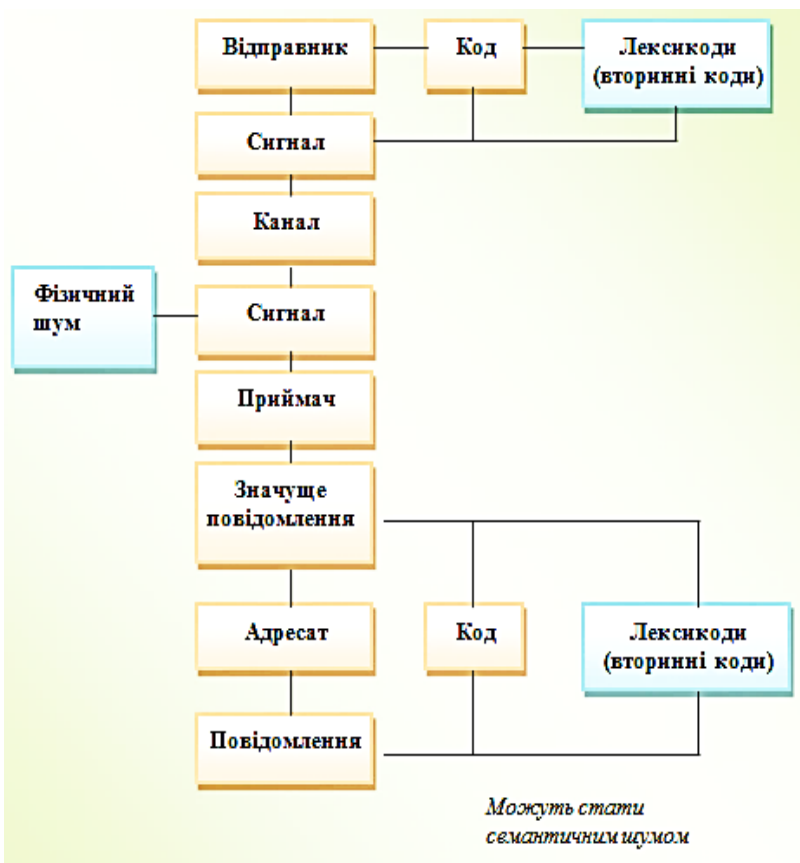 Відправник
Код
Лексикоди
(вторинні коди)
Сигнал
Канал
Фізичний
шум
Сигнал
Приймач
Значуще
повідомлення
Адресат
Код
Лексикоди
(вторинні коди)
Повідомлення
Можуть стати
семантичним шумом